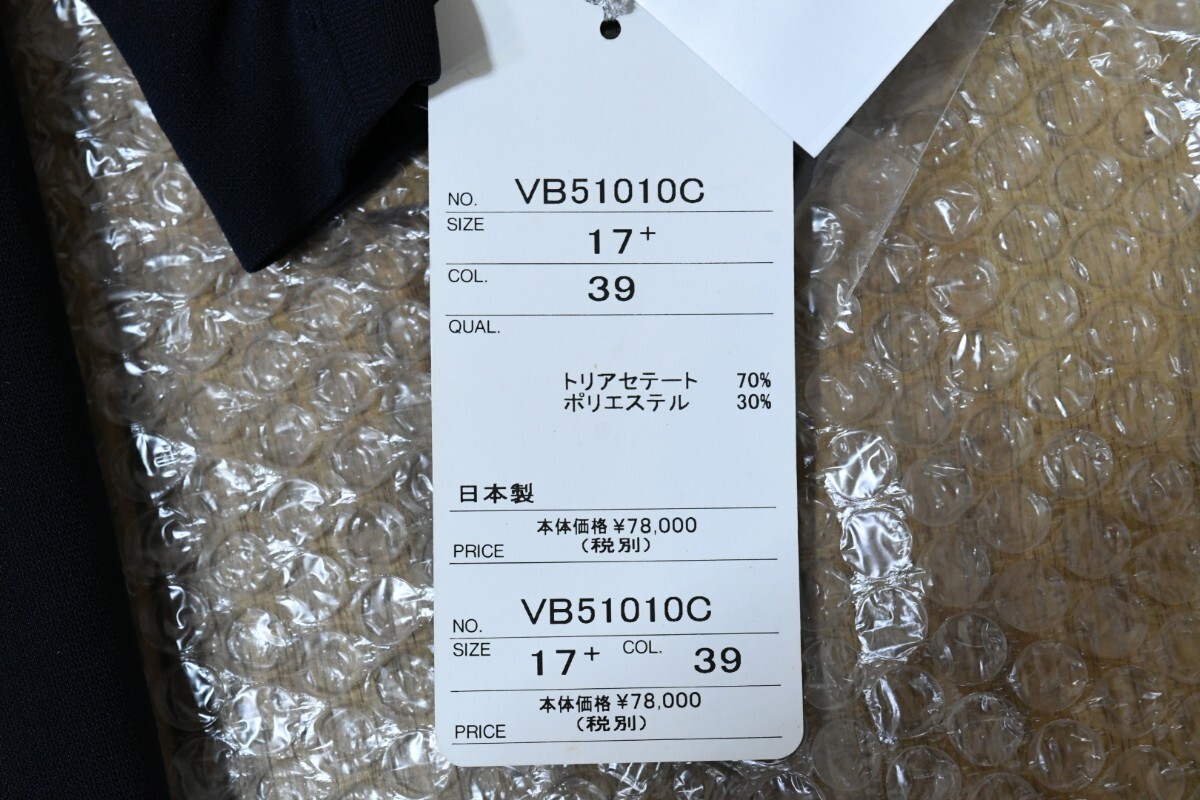 NO. VB51010C
SIZE 17+
COL. 39
QUAL.
トリアセテート 70%
ポリエステル 30%
日本製
本体価格 ¥78,000
PRICE (税別)
NO. VB51010C
SIZE 17+ COL. 39
本体価格 ¥78,000
PRICE (税別)